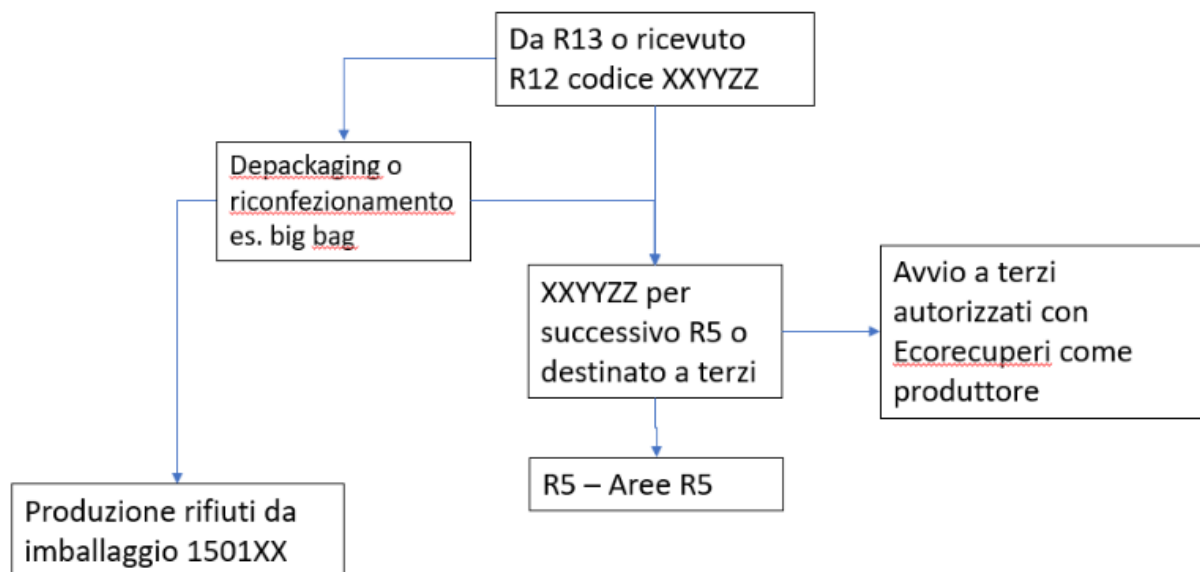 Da R13 o ricevuto
R12 codice XXYYZZ
Depackaging o
riconfezionamento
es. big bag
XXYYZZ per
successivo R5 o
destinato a terzi
Avvio a terzi
autorizzati con
Ecorecuperi come
produttore
R5 – Aree R5
Produzione rifiuti da
imballaggio 1501XX